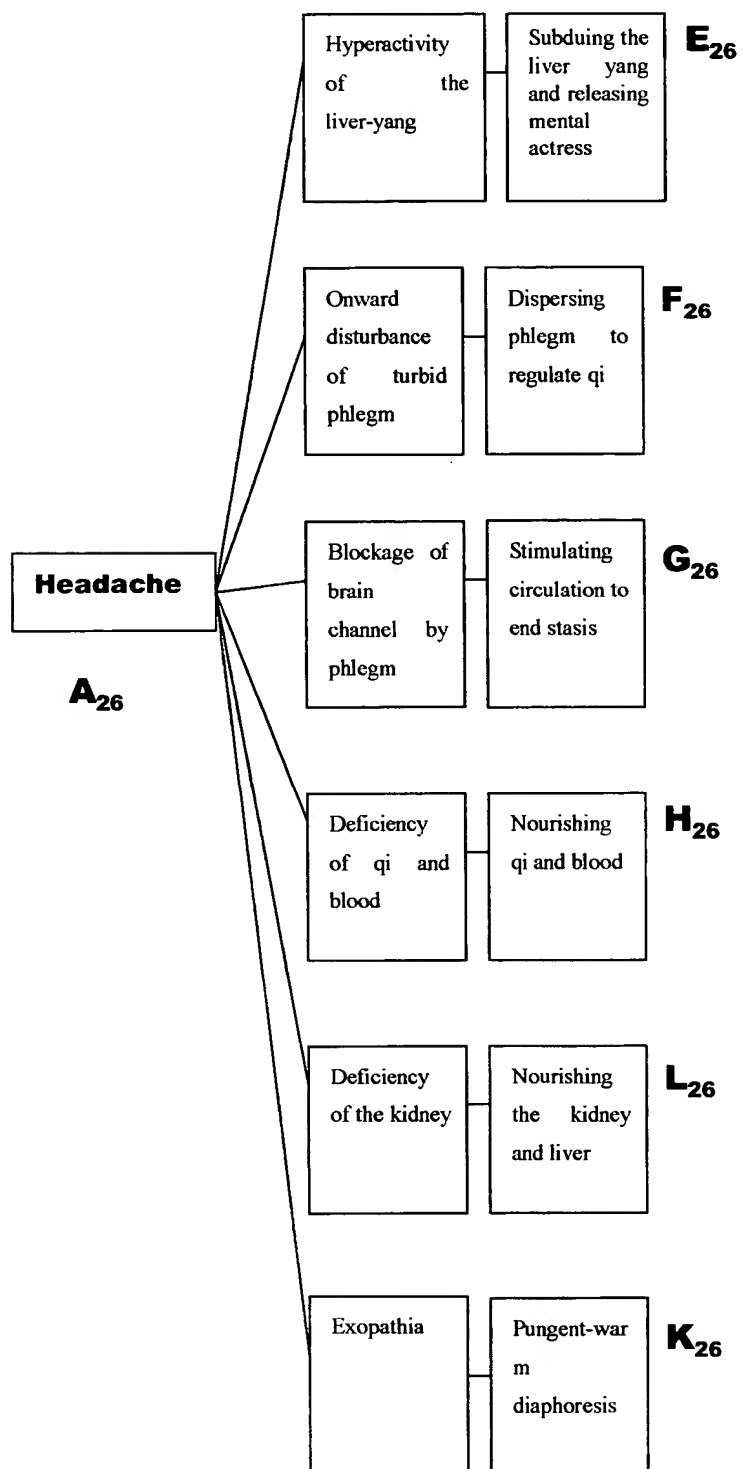 Hyperactivity
of the
liver-yang
Subduing the
liver yang
and releasing
mental
actress
E26
Onward
disturbance
of turbid
phlegm
Dispersing
phlegm to
regulate qi
F26
Headache
A26
Blockage of
brain
channel by
phlegm
Stimulating
circulation to
end stasis
G26
Deficiency
of qi and
blood
Nourishing
qi and blood
H26
Deficiency
of the kidney
Nourishing
the kidney
and liver
L26
Exopathia
Pungent-war
m
diaphoresis
K26